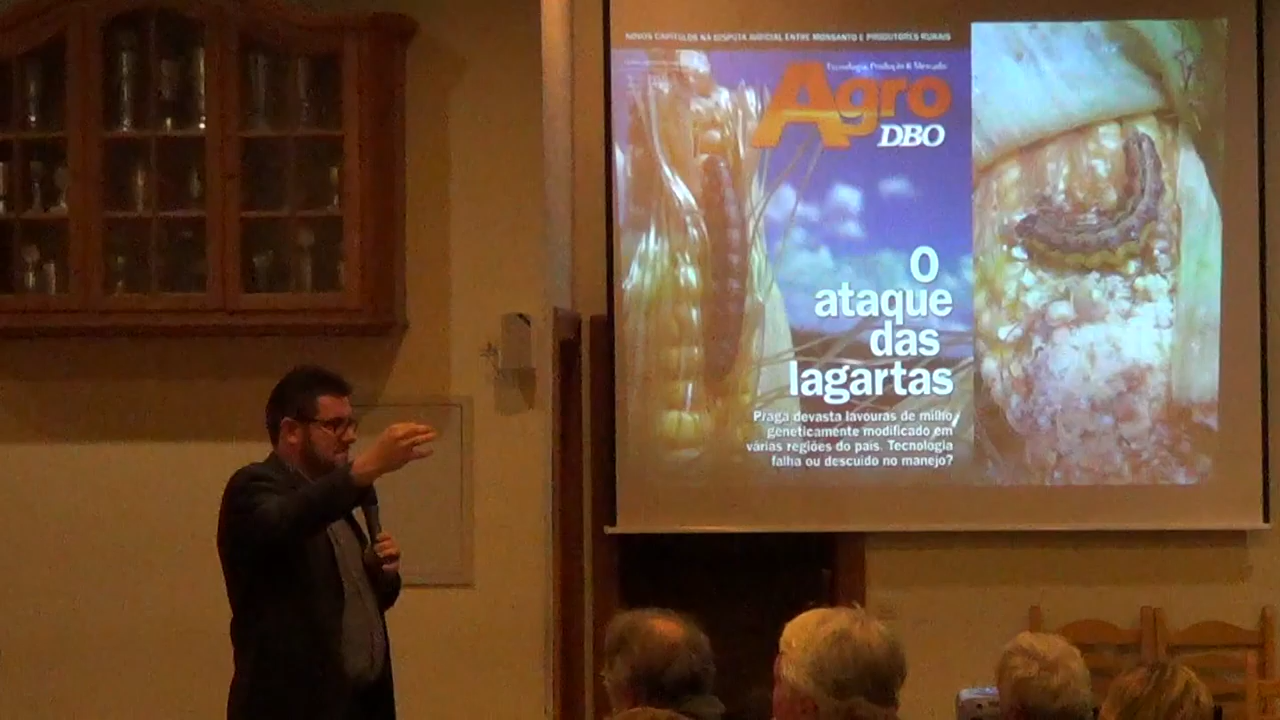 NOVOS CAPÍTULOS NA DISPUTA JUDICIAL ENTRE MONSANTO E PRODUTORES RURAIS
Tecnologia, Produção & Mercado
Agro
DBO
O
ataque
das
lagartas
Praga devasta lavouras de milho
geneticamente modificado em
várias regiões do país. Tecnologia
falha ou descuido no manejo?